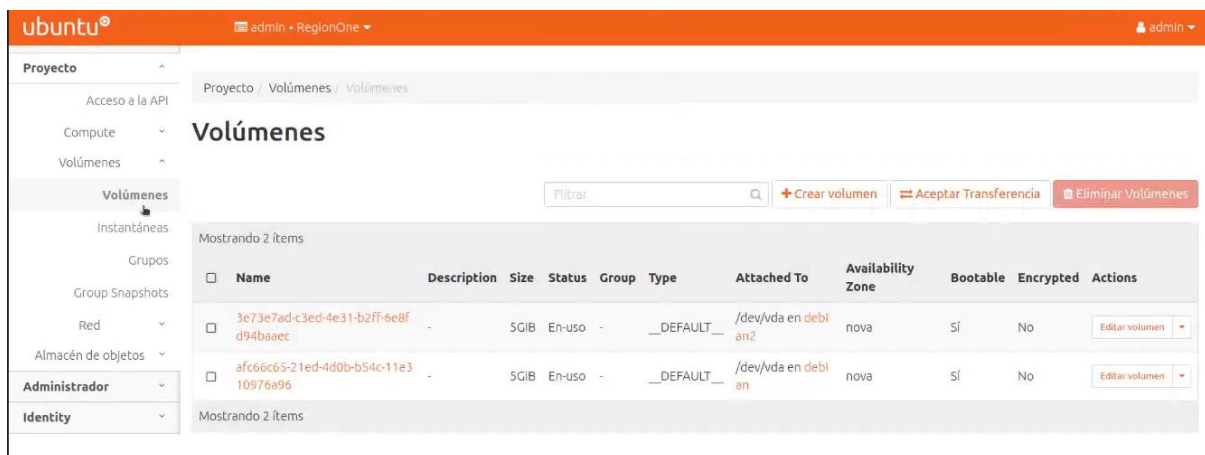 ubuntu®
admin • RegionOne
admin
Proyecto
Acceso a la API
Compute
Volúmenes
Volúmenes
Instantáneas
Grupos
Group Snapshots
Red
Almacén de objetos
Administrador
Identity
Proyecto / Volúmenes / Volúmenes
Volúmenes
Filtrar
+ Crear volumen
Aceptar Transferencia
Eliminar Volúmenes
Mostrando 2 ítems
Name Description Size Status Group Type Attached To Availability Zone Bootable Encrypted Actions
3e73e7ad-c3ed-4e31-b2ff-6e8f
d94baaec
- 5GiB En-uso - __DEFAULT__
/dev/vda en debi
an2
nova Sí No Editar volumen
afc66c65-21ed-4d0b-b54c-11e3
10976a96
- 5GiB En-uso - __DEFAULT__
/dev/vda en debi
an
nova Sí No Editar volumen
Mostrando 2 ítems